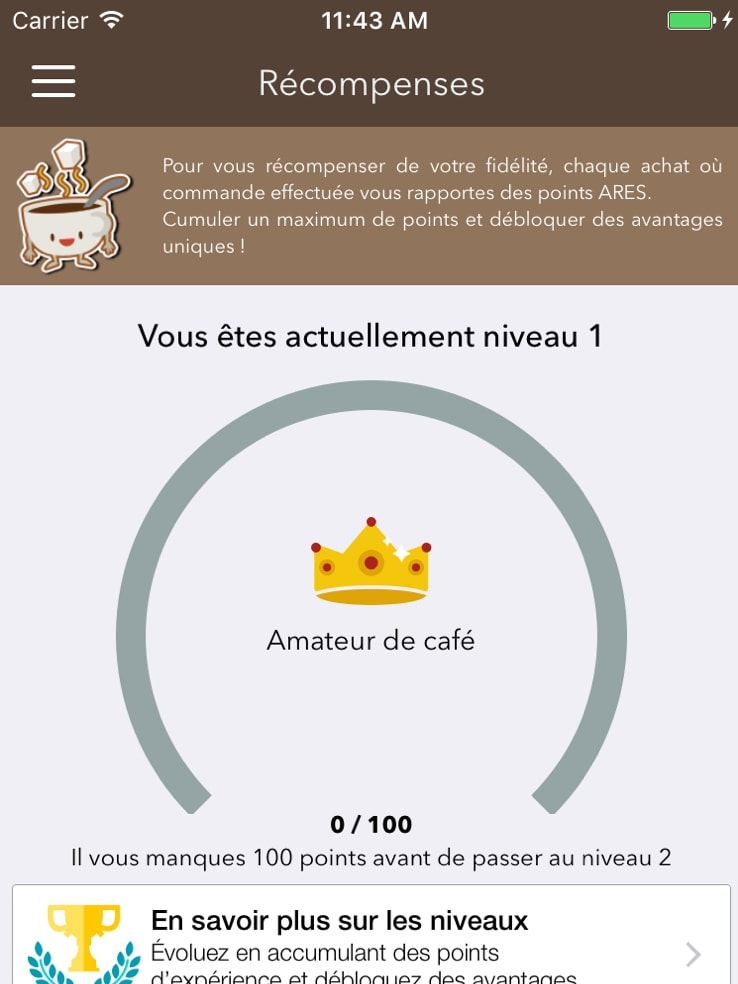 Carrier
11:43 AM
Récompenses
Pour vous récompenser de votre fidélité, chaque achat où
commande effectuée vous rapportes des points ARES.
Cumuler un maximum de points et débloquer des avantages
uniques !
Vous êtes actuellement niveau 1
Amateur de café
0 / 100
Il vous manques 100 points avant de passer au niveau 2
En savoir plus sur les niveaux
Évoluez en accumulant des points
d'expérience et débloquez des avantages